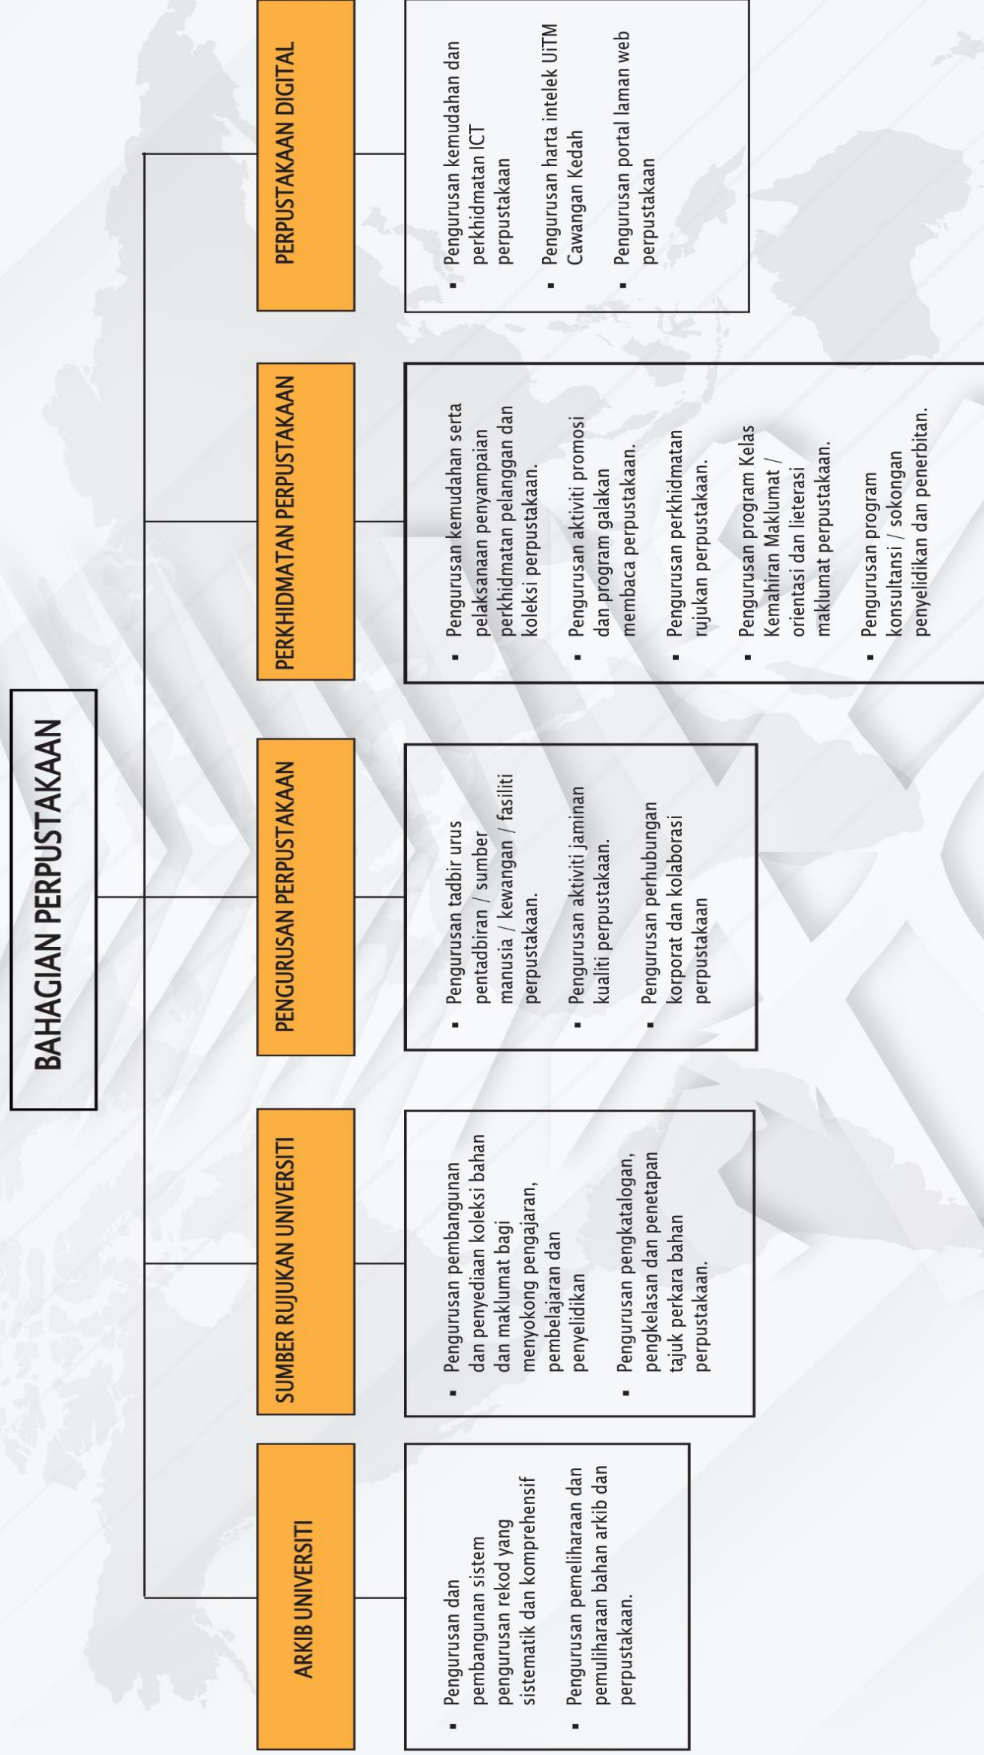 BAHAGIAN PERPUSTAKAAN
ARKIB UNIVERSITI
▪ Pengurusan dan
pembangunan sistem
pengurusan rekod yang
sistematik dan komprehensif
▪ Pengurusan pemeliharaan dan
pemuliharaan bahan arkib dan
perpustakaan.
SUMBER RUJUKAN UNIVERSITI
▪ Pengurusan pembangunan
dan penyediaan koleksi bahan
dan maklumat bagi
menyokong pengajaran,
pembelajaran dan
penyelidikan
▪ Pengurusan pengkatalogan,
pengkelasan dan penetapan
tajuk perkara bahan
perpustakaan.
PENGURUSAN PERPUSTAKAAN
▪ Pengurusan tadbir urus
pentadbiran / sumber
manusia / kewangan / fasiliti
perpustakaan.
▪ Pengurusan aktiviti jaminan
kualiti perpustakaan.
▪ Pengurusan perhubungan
korporat dan kolaborasi
perpustakaan
PERKHIDMATAN PERPUSTAKAAN
▪ Pengurusan kemudahan serta
pelaksanaan penyampaian
perkhidmatan pelanggan dan
koleksi perpustakaan.
▪ Pengurusan aktiviti promosi
dan program galakan
membaca perpustakaan.
▪ Pengurusan perkhidmatan
rujukan perpustakaan.
▪ Pengurusan program Kelas
Kemahiran Maklumat /
orientasi dan lieterasi
maklumat perpustakaan.
▪ Pengurusan program
konsultansi / sokongan
penyelidikan dan penerbitan.
PERPUSTAKAAN DIGITAL
▪ Pengurusan kemudahan dan
perkhidmatan ICT
perpustakaan
▪ Pengurusan harta intelek UiTM
Cawangan Kedah
▪ Pengurusan portal laman web
perpustakaan